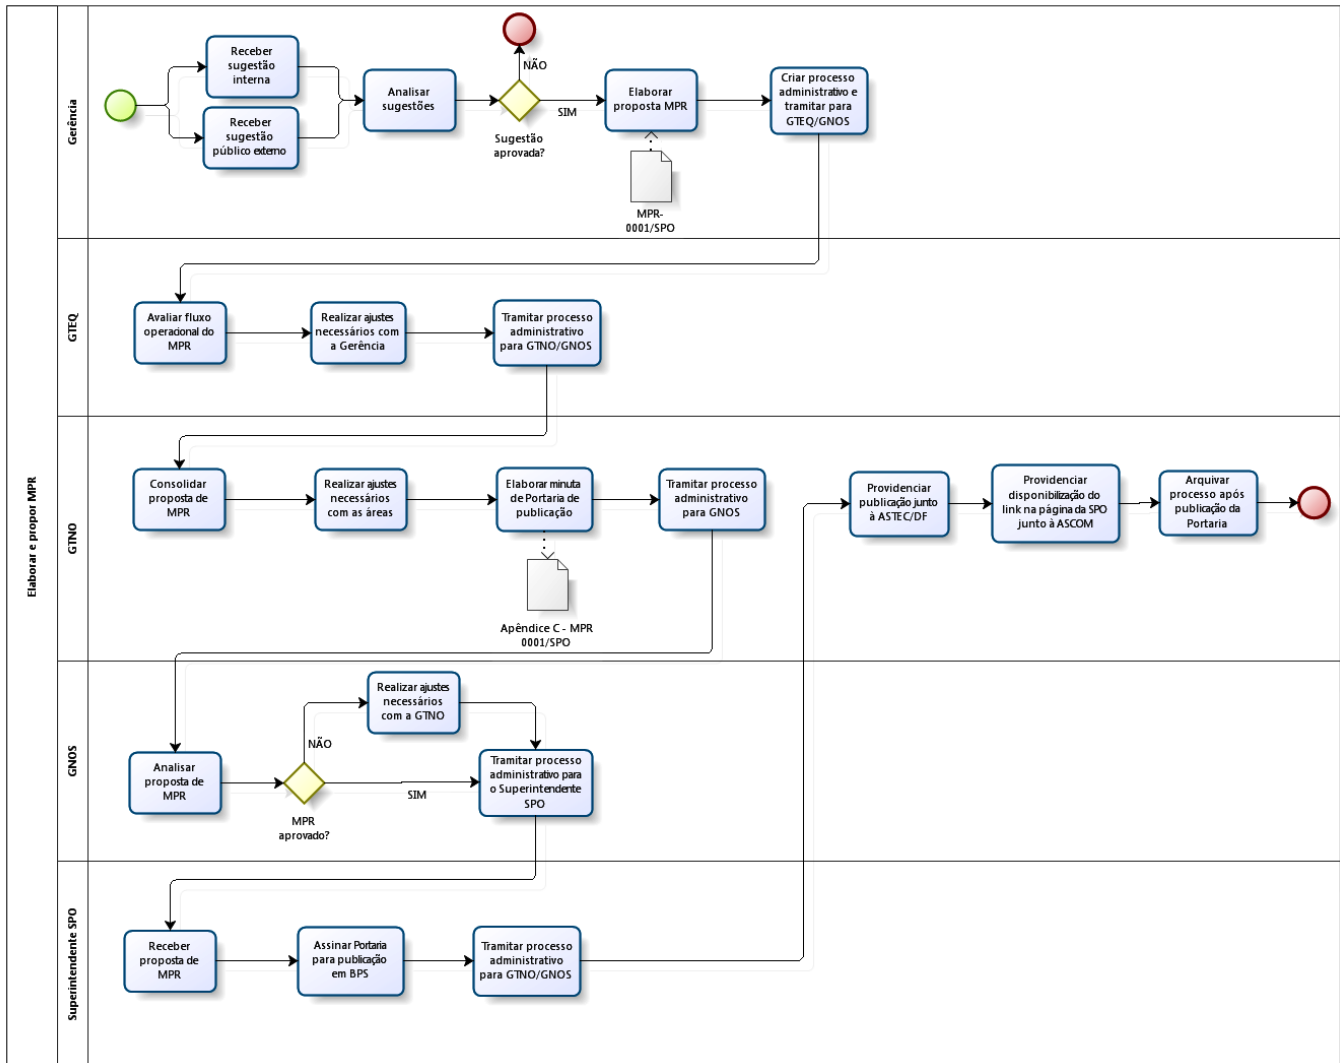 Elaborar e propor MPR
Gerência
Receber
sugestão
interna
Receber
sugestão
público externo
Analisar
sugestões
NÃO
SIM
Sugestão
aprovada?
Elaborar
proposta MPR
MPR-
0001/SPO
Criar processo
administrativo e
tramitar para
GTEQ/GNOS
GTEQ
Avaliar fluxo
operacional do
MPR
Realizar ajustes
necessários com
a Gerência
Tramitar processo
administrativo
para GTNO/GNOS
GTNO
Consolidar
proposta de
MPR
Realizar ajustes
necessários
com as áreas
Elaborar minuta
de Portaria de
publicação
Apêndice C - MPR
0001/SPO
Tramitar processo
administrativo
para GNOS
Providenciar
publicação junto
à ASTEC/DF
Providenciar
disponibilização do
link na página da SPO
junto à ASCOM
Arquivar
processo após
publicação da
Portaria
GNOS
Analisar
proposta de
MPR
NÃO
SIM
MPR
aprovado?
Realizar ajustes
necessários
com a GTNO
Tramitar processo
administrativo para
o Superintendente
SPO
Superintendente SPO
Receber
proposta de
MPR
Assinar Portaria
para publicação
em BPS
Tramitar processo
administrativo
para GTNO/GNOS